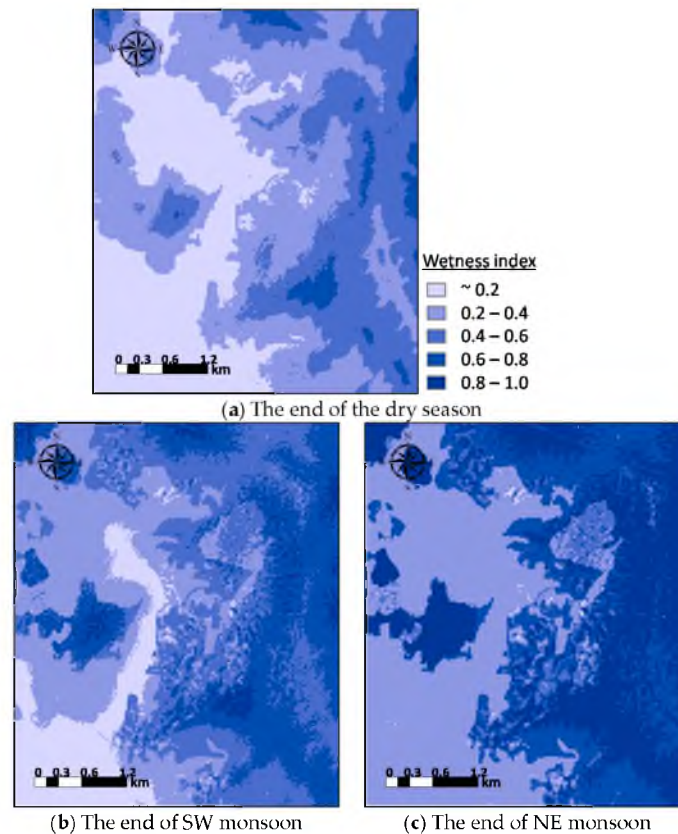 N
W
Wetness index
~ 0.2
0.2 – 0.4
0.4 – 0.6
0.6 – 0.8
0.8 – 1.0
0 0.3 0.6 1.2
km
(a) The end of the dry season
0 0.3 0.6 1.2
km
0 0.3 0.6 1.2
km
(b) The end of SW monsoon
(c) The end of NE monsoon